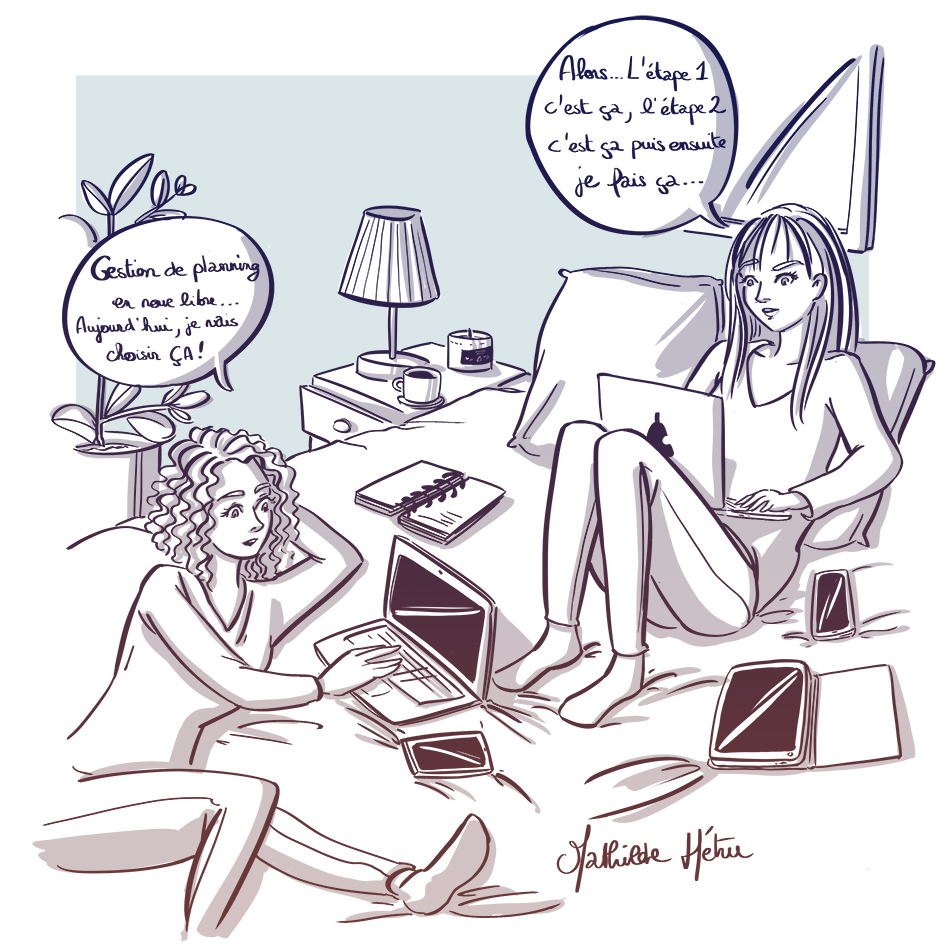 Alors... L'étape 1
c'est ça, l'étape 2
c'est ça puis ensuite
je fais ça...
Gestion de planning
en roue libre...
Aujourd'hui, je vais
choisir ÇA!
Mathilde Hétru